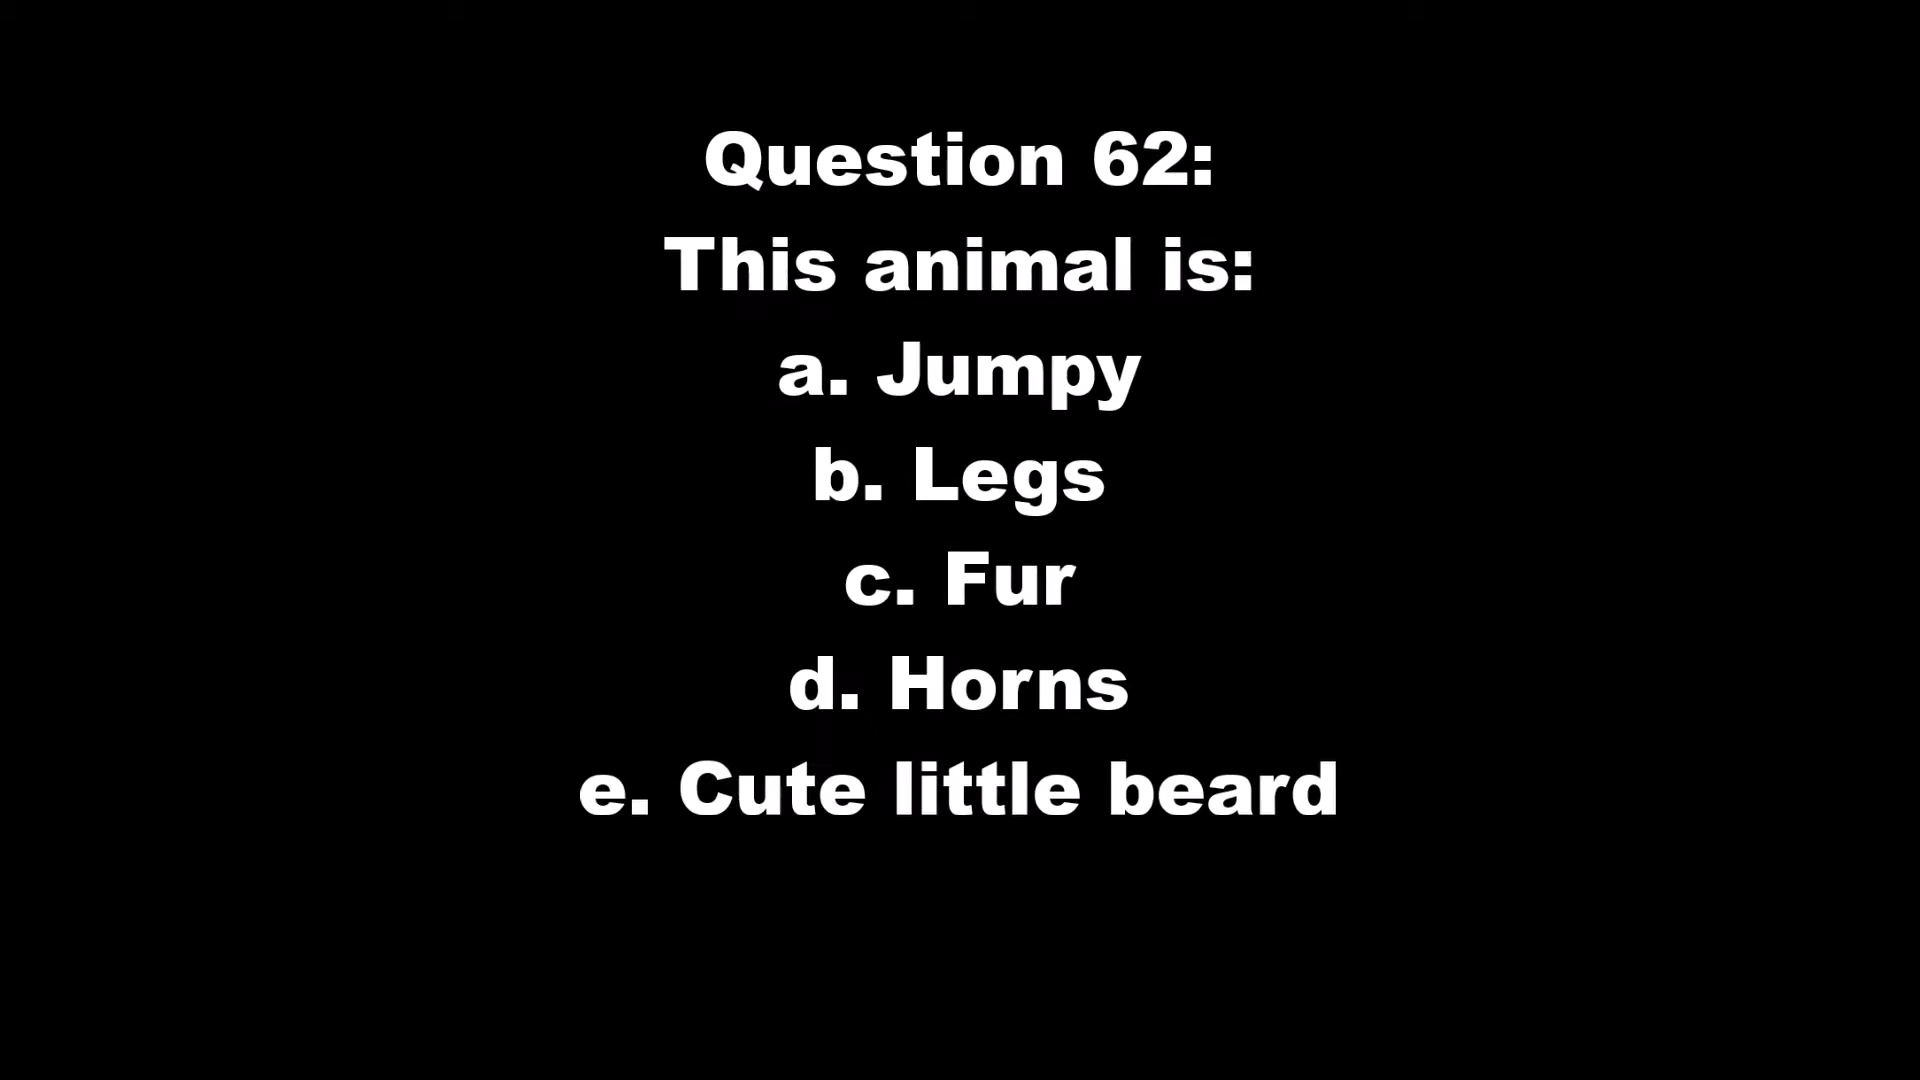 Question 62:
This animal is:
a. Jumpy
b. Legs
c. Fur
d. Horns
e. Cute little beard